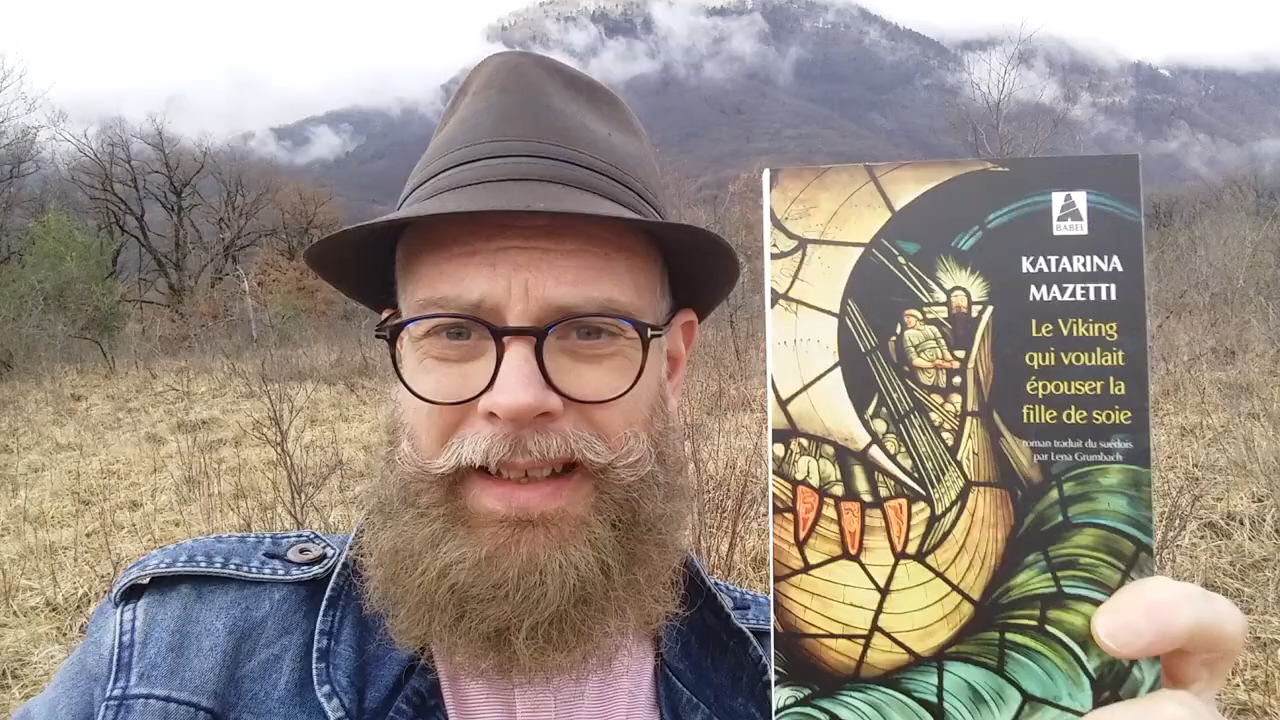 BABEL
KATARINA
MAZETTI
Le Viking
qui voulait
épouser la
fille de soie
roman traduit du suédois
par Lena Grumbach